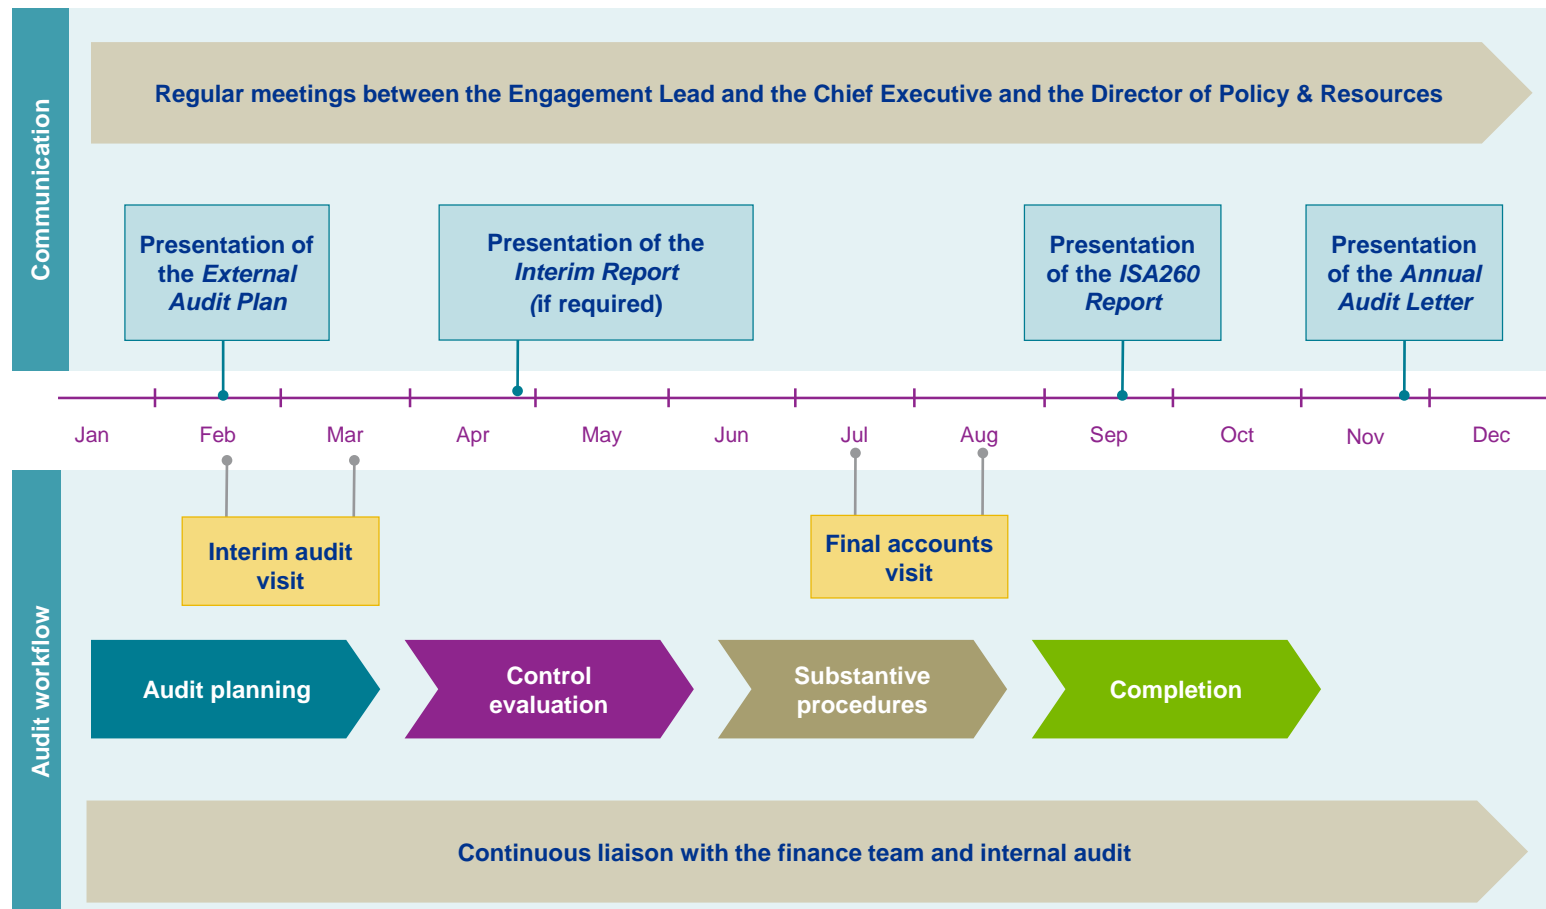 Communication
Regular meetings between the Engagement Lead and the Chief Executive and the Director of Policy & Resources
Presentation of
the External
Audit Plan
Presentation of the
Interim Report
(if required)
Presentation
of the ISA260
Report
Presentation
of the Annual
Audit Letter
Jan Feb Mar Apr May Jun Jul Aug Sep Oct Nov Dec
Audit workflow
Interim audit
visit
Final accounts
visit
Audit planning
Control
evaluation
Substantive
procedures
Completion
Continuous liaison with the finance team and internal audit